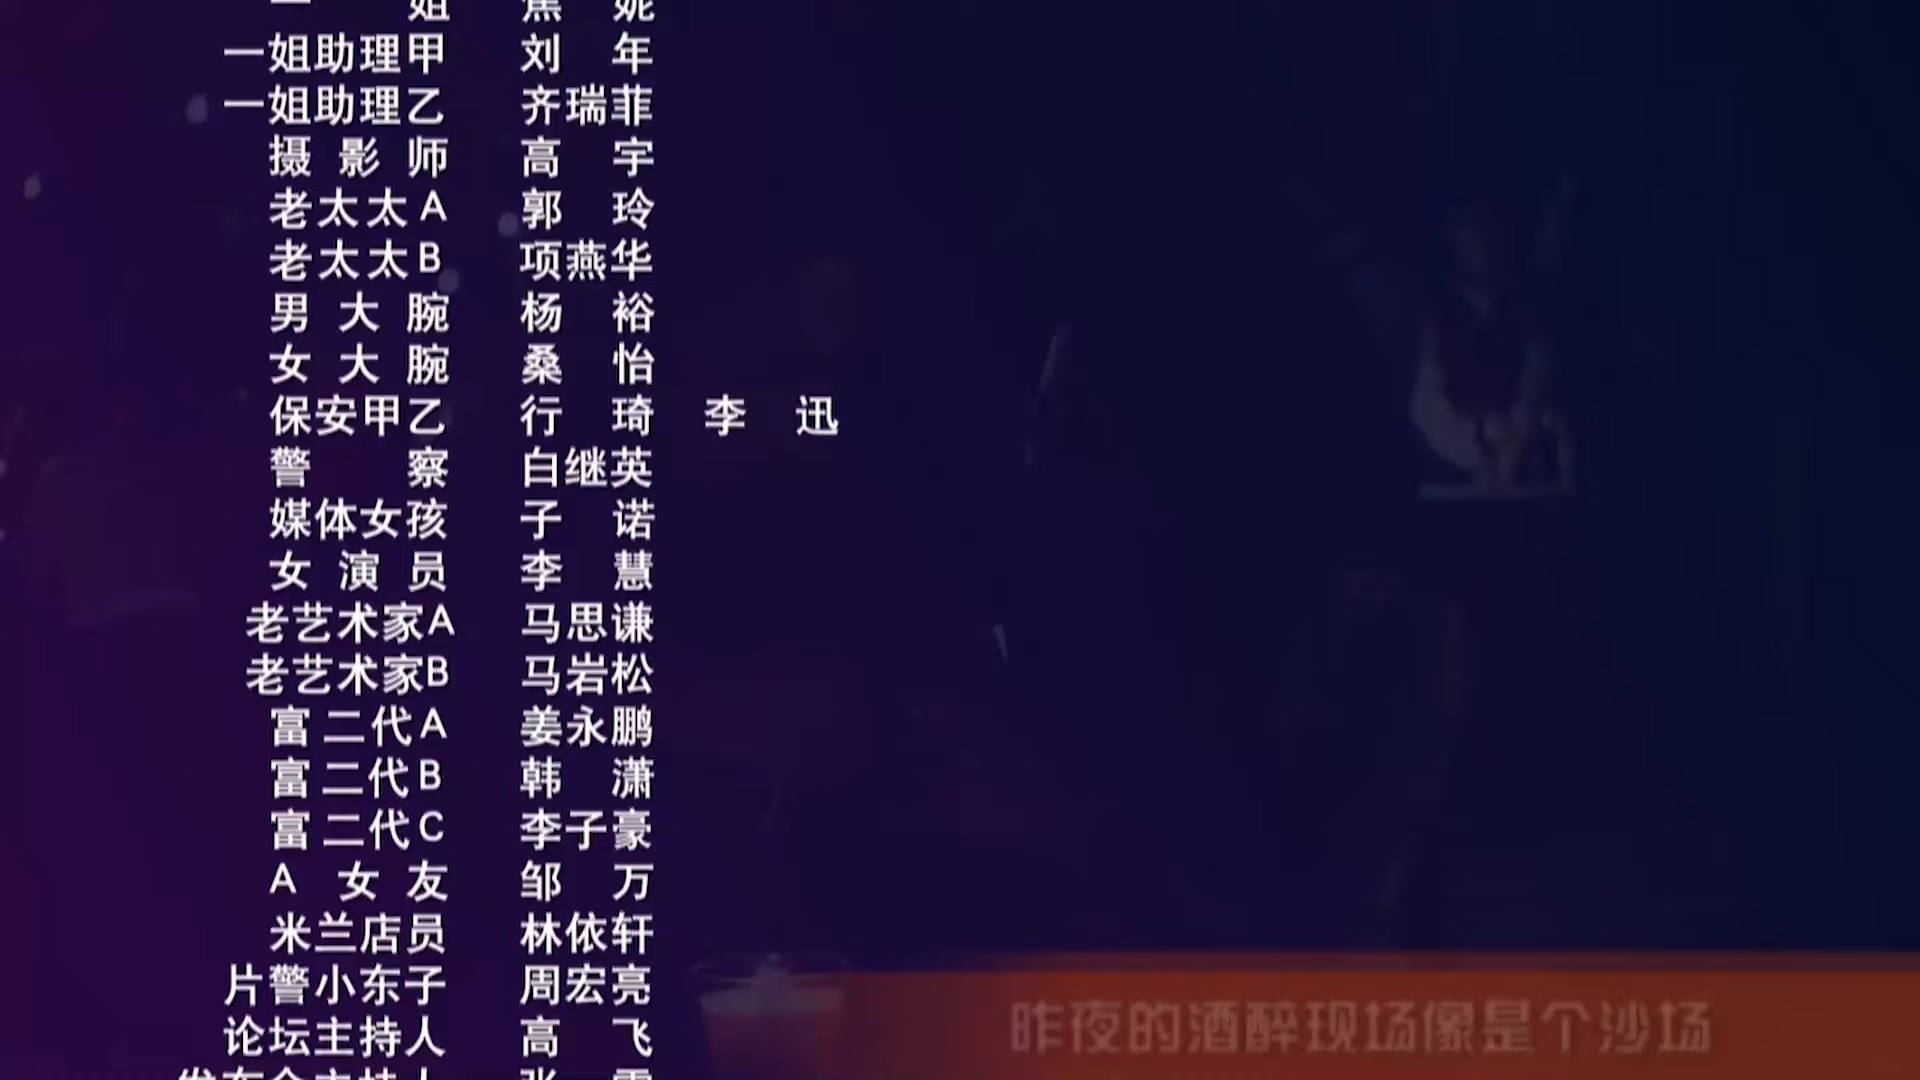 一姐 焦妮
一姐助理甲 刘年
一姐助理乙 齐瑞菲
摄影师 高宇
老太太A 郭玲
老太太B 项燕华
男大腕 杨裕
女大腕 桑怡
保安甲乙 行琦 李迅
警察 白继英
媒体女孩 子诺
女演员 李慧
老艺术家A 马思谦
老艺术家B 马岩松
富二代A 姜永鹏
富二代B 韩潇
富二代C 李子豪
A女友 邹万
米兰店员 林依轩
片警小东子 周宏亮
论坛主持人 高飞
昨夜的酒醉现场像是个沙场